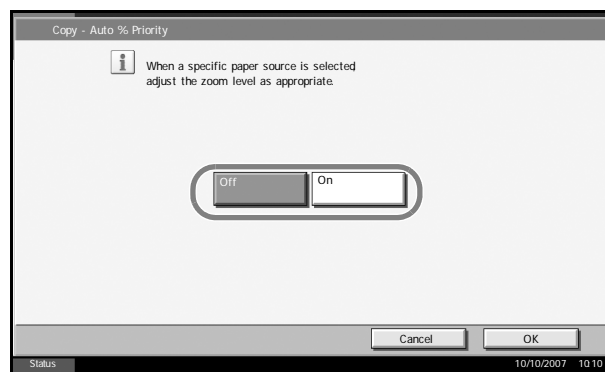 Copy - Auto % Priority
When a specific paper source is selected,
adjust the zoom level as appropriate.
Off
On
Cancel
OK
Status
10/10/2007 10:10